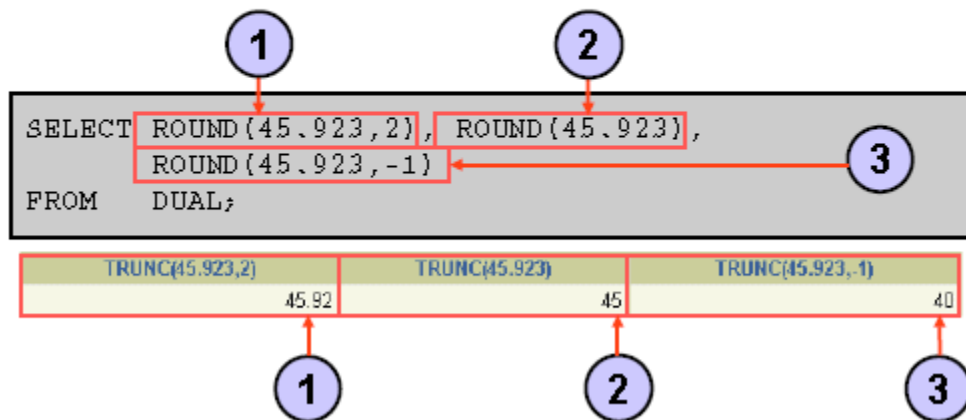 1 2
SELECT ROUND(45.923,2), ROUND(45.923),
ROUND(45.923,-1) 3
FROM DUAL;
TRUNC(45.923,2) TRUNC(45.923) TRUNC(45.923,-1)
45.92 45 40
1 2 3